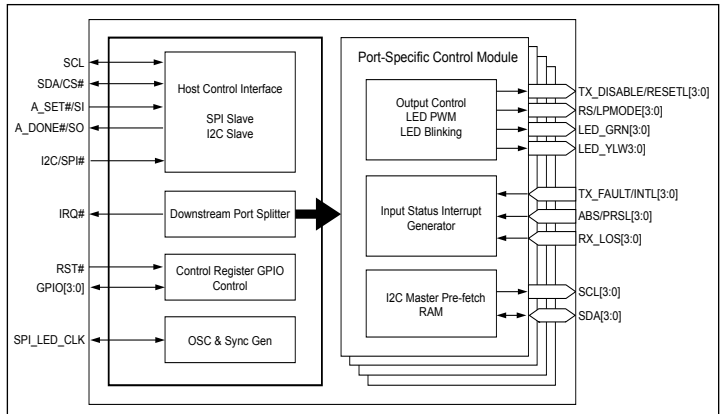 SCL
SDA/CS#
A_SET#/SI
A_DONE#/SO
I2C/SPI#
IRQ#
RST#
GPIO[3:0]
SPI_LED_CLK
Host Control Interface
SPI Slave
I2C Slave
Downstream Port Splitter
Control Register GPIO
Control
OSC & Sync Gen
Port-Specific Control Module
Output Control
LED PWM
LED Blinking
Input Status Interrupt
Generator
I2C Master Pre-fetch
RAM
TX_DISABLE/RESETL[3:0]
RS/LPMODE[3:0]
LED_GRN[3:0]
LED_YLW3:0]
TX_FAULT/INTL[3:0]
ABS/PRSL[3:0]
RX_LOS[3:0]
SCL[3:0]
SDA[3:0]